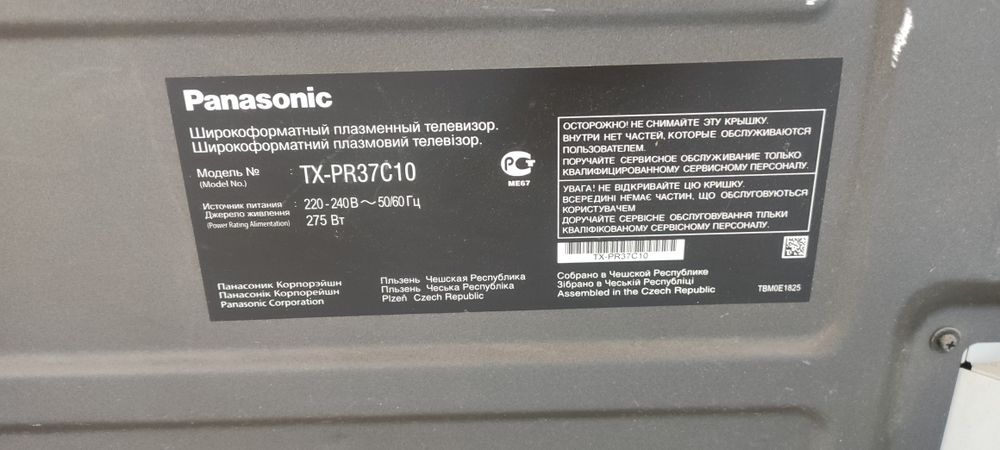 Panasonic
Широкоформатный плазменный телевизор.
Широкоформатний плазмовий телевізор.
Модель №
(Model No.)
: TX-PR37C10
Источник питания
Джерело живлення
(Power Rating Alimentation)
: 220-240 В ~ 50/60 Гц
275 Вт
РС
ME67
Панасоник Корпорэйшн
Панасонік Корпорейшн
Panasonic Corporation
Пльзень Чешская Республика
Пльзень Чеська Республіка
Plzeň Czech Republic
ОСТОРОЖНО! НЕ СНИМАЙТЕ ЭТУ КРЫШКУ.
ВНУТРИ НЕТ ЧАСТЕЙ, КОТОРЫЕ ОБСЛУЖИВАЮТСЯ
ПОЛЬЗОВАТЕЛЕМ.
ПОРУЧАЙТЕ СЕРВИСНОЕ ОБСЛУЖИВАНИЕ ТОЛЬКО
КВАЛИФИЦИРОВАННОМУ СЕРВИСНОМУ ПЕРСОНАЛУ.
УВАГА! НЕ ВІДКРИВАЙТЕ ЦЮ КРИШКУ.
ВСЕРЕДИНІ НЕМАЄ ЧАСТИН, ЩО ОБСЛУГОВУЮТЬСЯ
КОРИСТУВАЧЕМ
ДОРУЧАЙТЕ СЕРВІСНЕ ОБСЛУГОВУВАННЯ ТІЛЬКИ
КВАЛІФІКОВАНОМУ СЕРВІСНОМУ ПЕРСОНАЛУ.
TX-PR37C10
Собрано в Чешской Республике
Зібрано в Чеській Республіці
Assembled in the Czech Republic
TBM0E1825